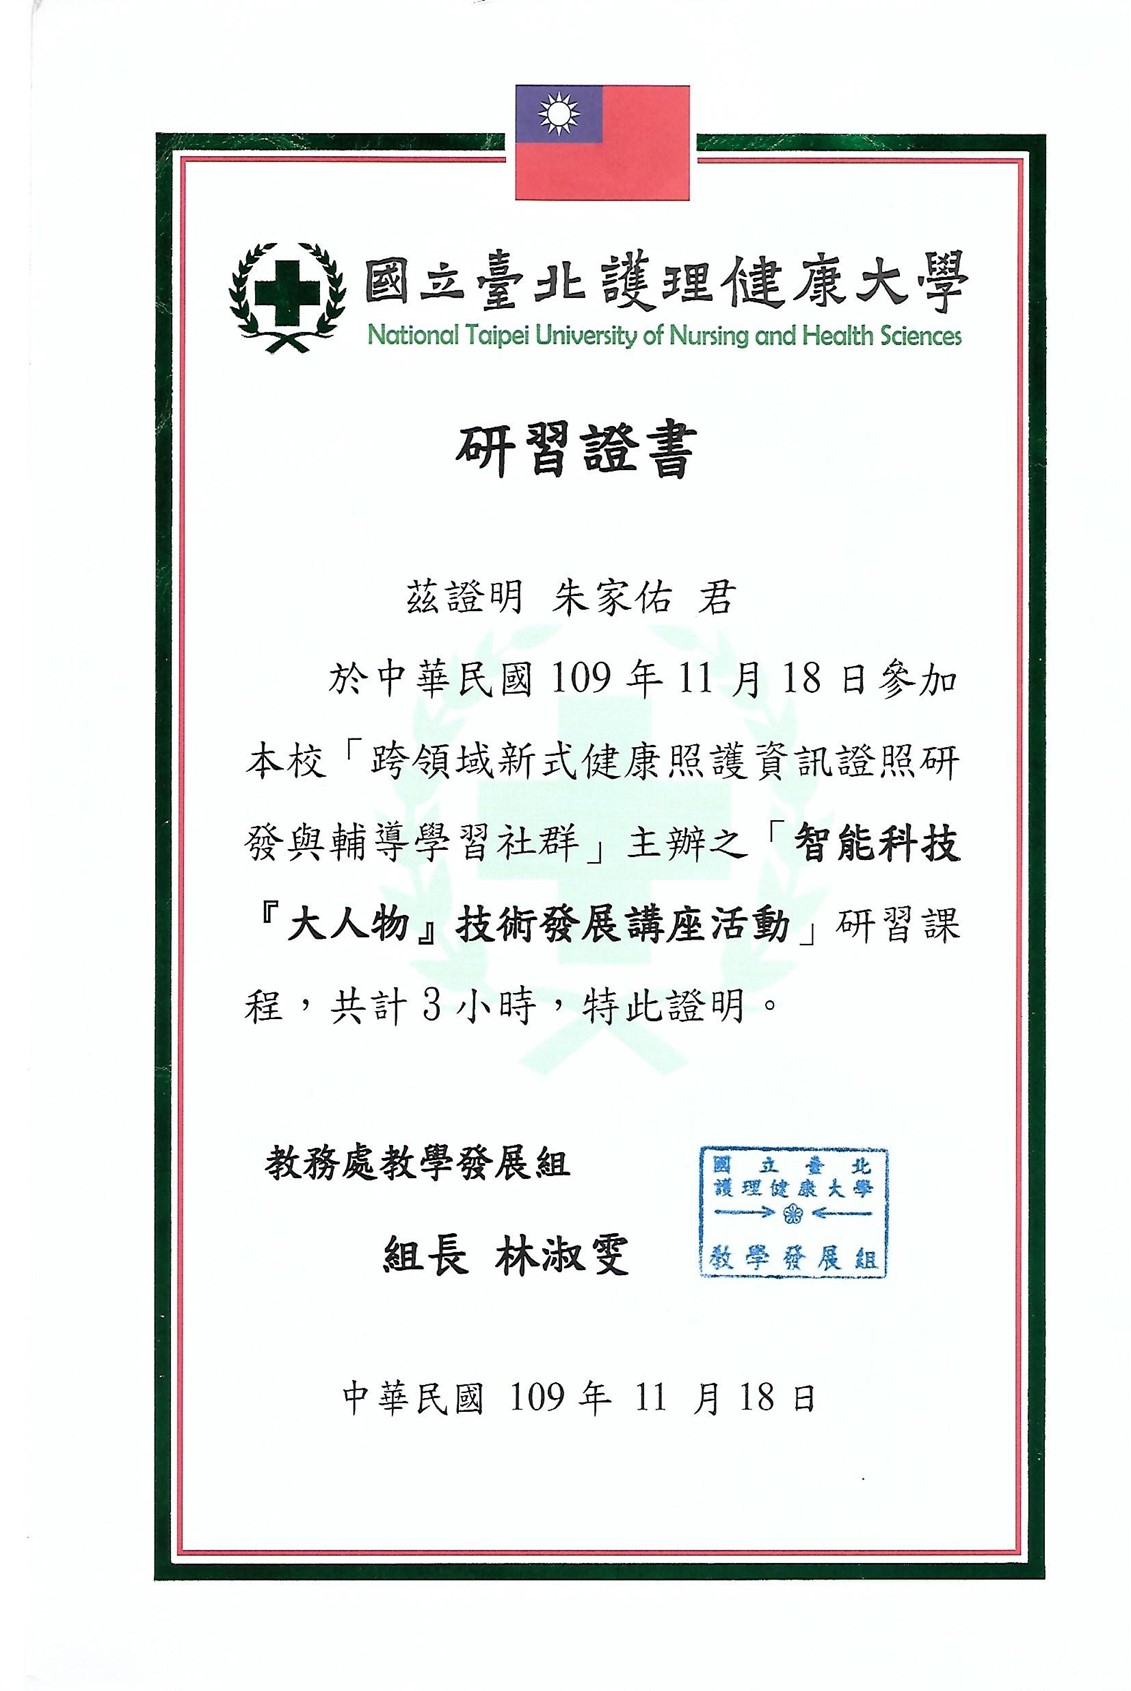 國立臺北護理健康大學
National Taipei University of Nursing and Health Sciences
研習證書
茲證明 朱家佑 君
於中華民國 109 年 11 月 18 日參加
本校「跨領域新式健康照護資訊證照研
發與輔導學習社群」主辦之「智能科技
『大人物』技術發展講座活動」研習課
程，共計 3 小時，特此證明。
教務處教學發展組
組長 林淑雯
國立臺北
護理健康大學
教學發展組
中華民國 109 年 11 月 18 日